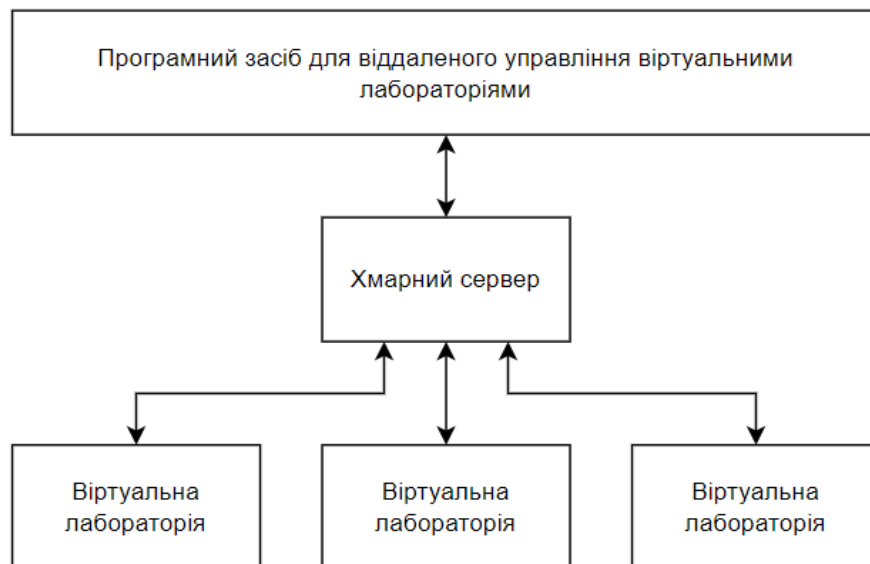 Програмний засіб для віддаленого управління віртуальними
лабораторіями
Хмарний сервер
Віртуальна
лабораторія
Віртуальна
лабораторія
Віртуальна
лабораторія